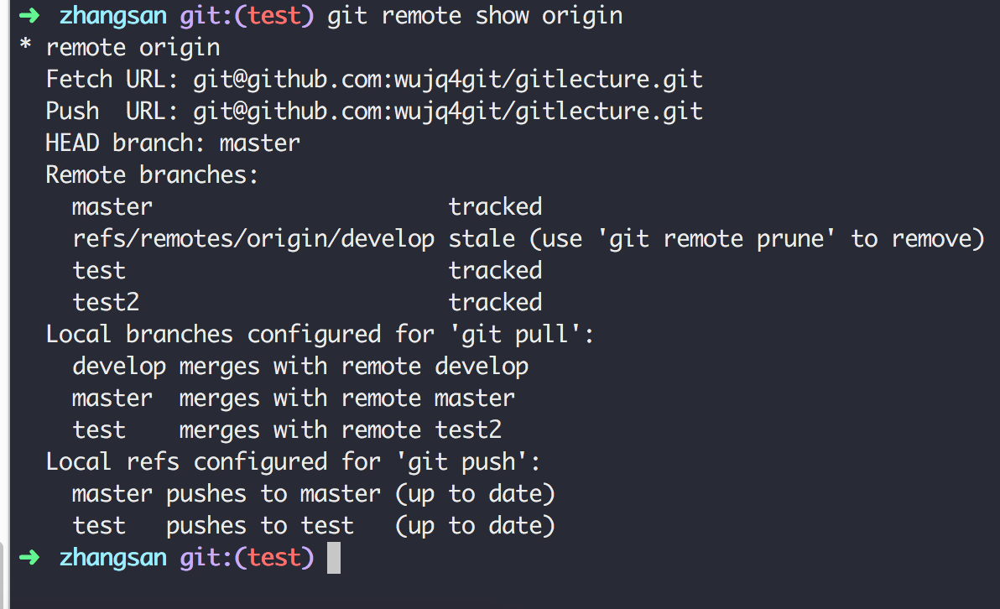 ➜ zhangsan git:(test) git remote show origin
* remote origin
  Fetch URL: git@github.com:wujq4git/gitlecture.git
  Push  URL: git@github.com:wujq4git/gitlecture.git
  HEAD branch: master
  Remote branches:
    master                      tracked
    refs/remotes/origin/develop stale (use 'git remote prune' to remove)
    test                        tracked
    test2                       tracked
  Local branches configured for 'git pull':
    develop merges with remote develop
    master  merges with remote master
    test    merges with remote test2
  Local refs configured for 'git push':
    master pushes to master (up to date)
    test   pushes to test   (up to date)
➜ zhangsan git:(test)